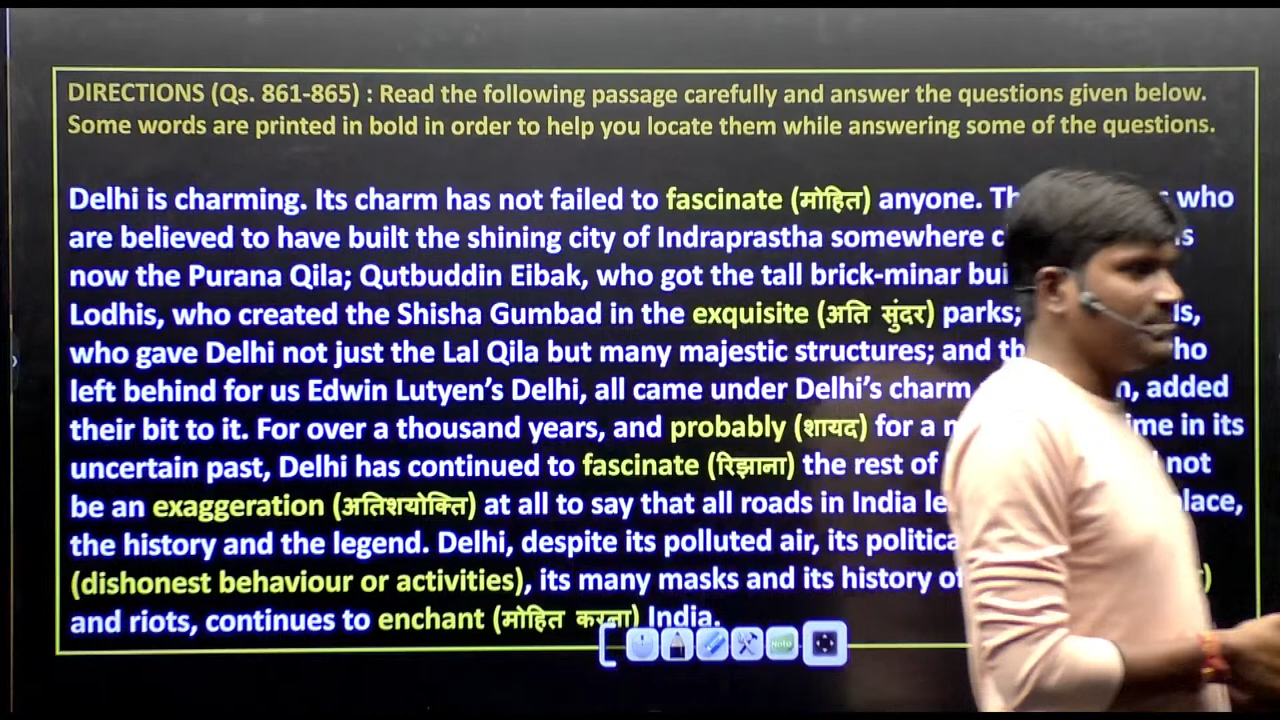 DIRECTIONS (Qs. 861-865) : Read the following passage carefully and answer the questions given below.
Some words are printed in bold in order to help you locate them while answering some of the questions.
Delhi is charming. Its charm has not failed to fascinate (मोहित) anyone. who
are believed to have built the shining city of Indraprastha somewhere
now the Purana Qila; Qutbuddin Eibak, who got the tall brick-minar
Lodhis, who created the Shisha Gumbad in the exquisite (अति सुंदर) parks;
who gave Delhi not just the Lal Qila but many majestic structures; and
left behind for us Edwin Lutyen’s Delhi, all came under Delhi’s charm added
their bit to it. For over a thousand years, and probably (शायद) for a in its
uncertain past, Delhi has continued to fascinate (रिझाना) the rest of not
be an exaggeration (अतिशयोक्ति) at all to say that all roads in India
the history and the legend. Delhi, despite its polluted air, its
(dishonest behaviour or activities), its many masks and its history
and riots, continues to enchant (मोहित करना) India.
Note